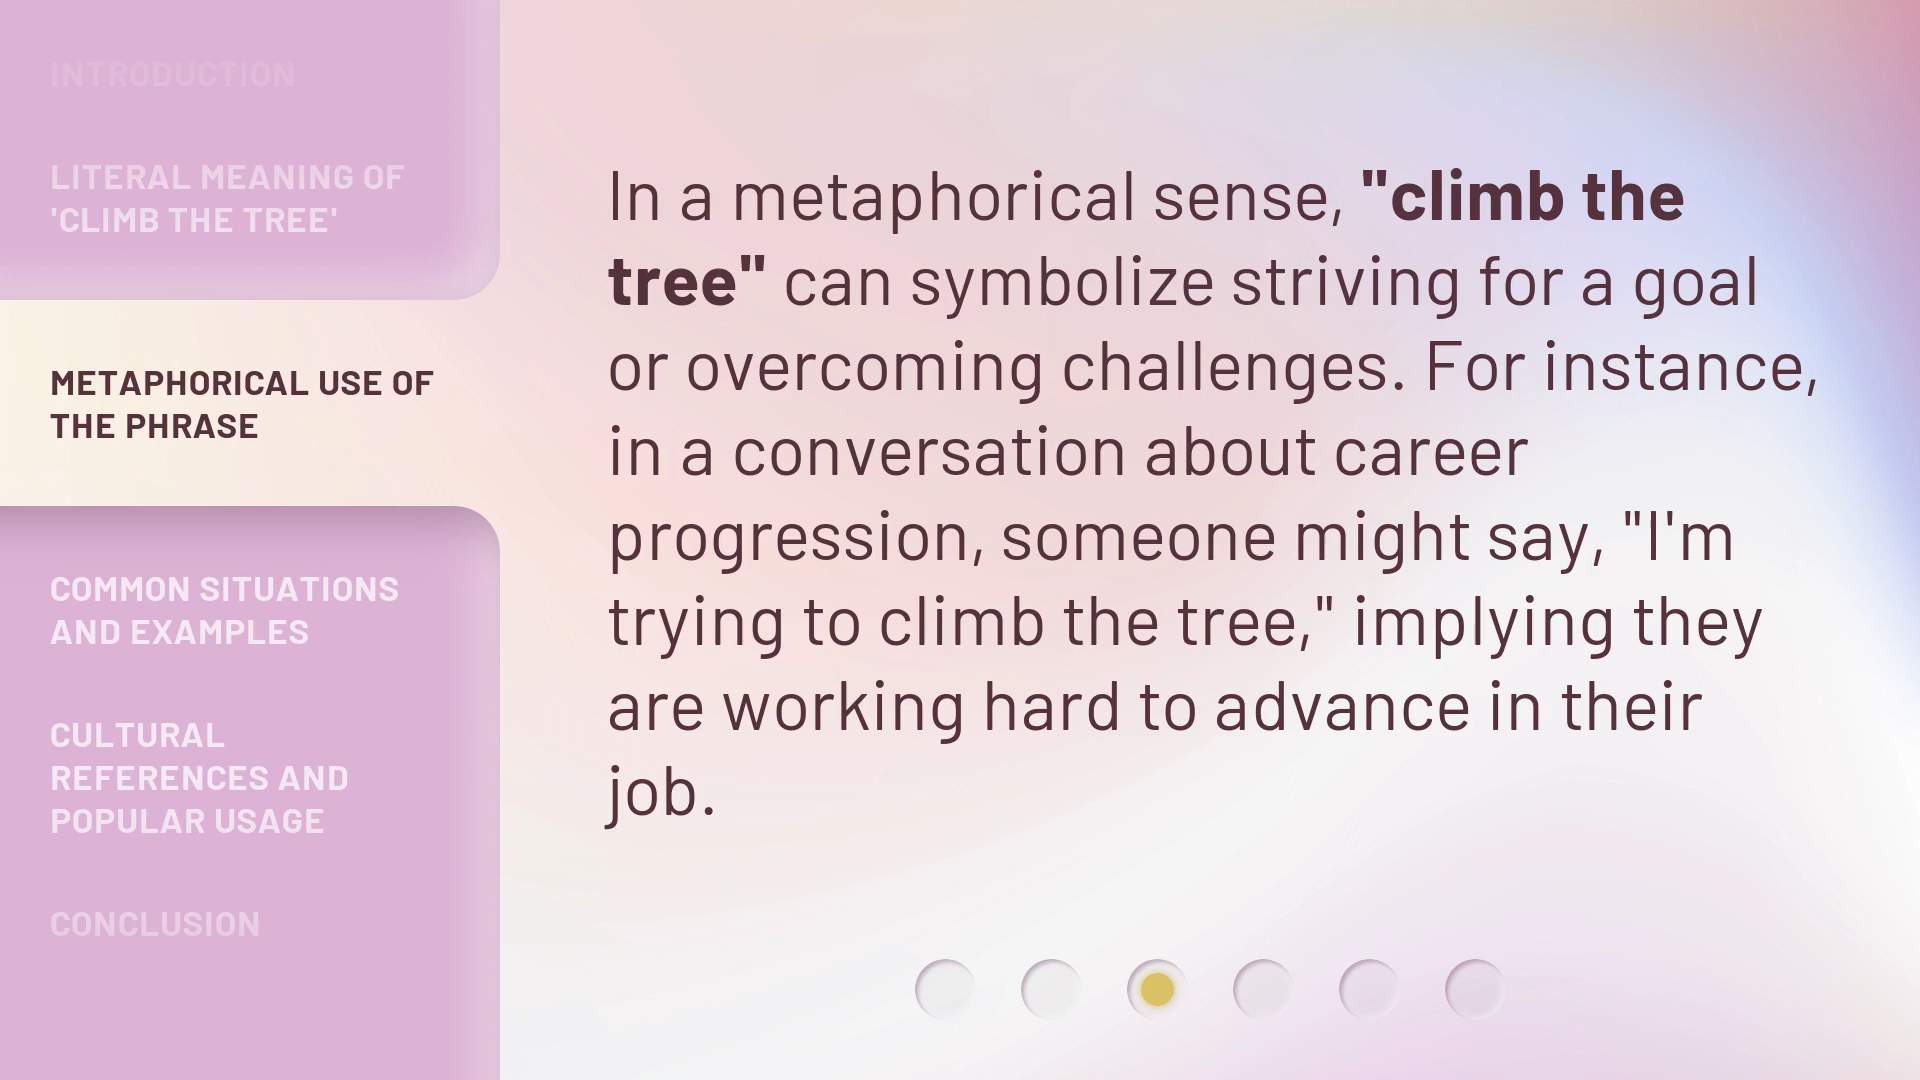 INTRODUCTION
LITERAL MEANING OF
'CLIMB THE TREE'
METAPHORICAL USE OF
THE PHRASE
COMMON SITUATIONS
AND EXAMPLES
CULTURAL
REFERENCES AND
POPULAR USAGE
CONCLUSION
In a metaphorical sense, "climb the
tree" can symbolize striving for a goal
or overcoming challenges. For instance,
in a conversation about career
progression, someone might say, "I'm
trying to climb the tree," implying they
are working hard to advance in their
job.